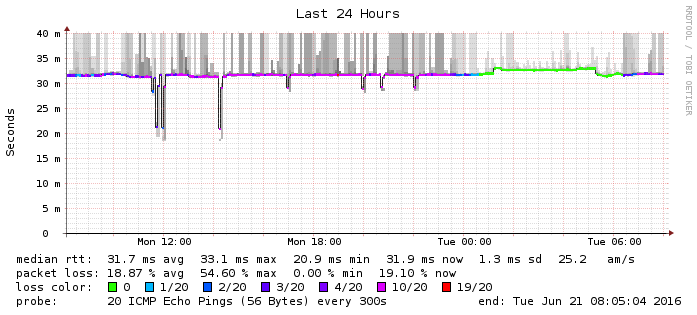 Last 24 Hours
RRDTOOL / TOBI OETIKER
Seconds
40 m
35 m
30 m
25 m
20 m
15 m
10 m
5 m
0
Mon 12:00 Mon 18:00 Tue 00:00 Tue 06:00
median rtt: 31.7 ms avg 33.1 ms max 20.9 ms min 31.9 ms now 1.3 ms sd 25.2 am/s
packet loss: 18.87 % avg 54.60 % max 0.00 % min 19.10 % now
loss color: 0 1/20 2/20 3/20 4/20 10/20 19/20
probe: 20 ICMP Echo Pings (56 Bytes) every 300s end: Tue Jun 21 08:05:04 2016